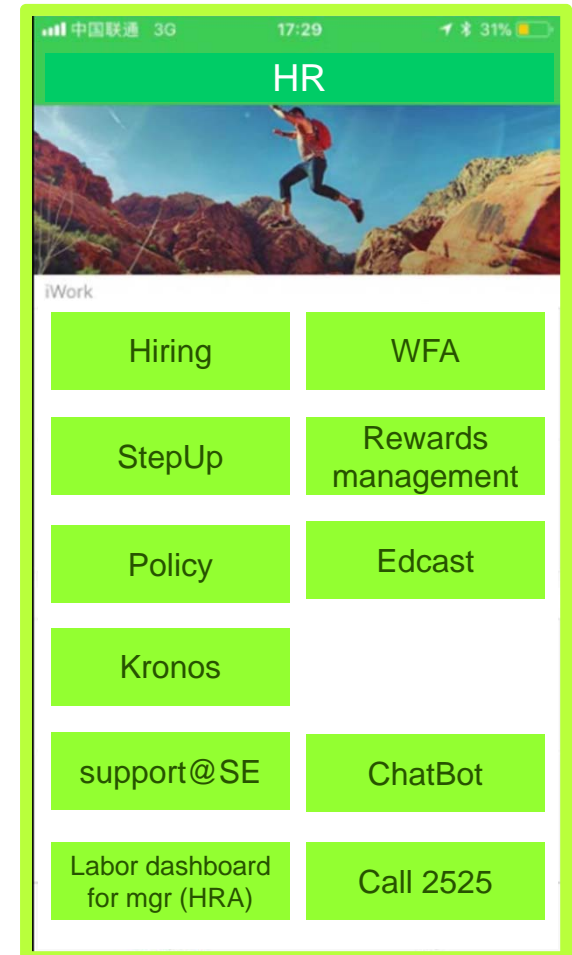 中国联通 3G 17:29 31%
HR
iWork
Hiring WFA
StepUp Rewards
management
Policy Edcast
Kronos
support@SE ChatBot
Labor dashboard
for mgr (HRA) Call 2525